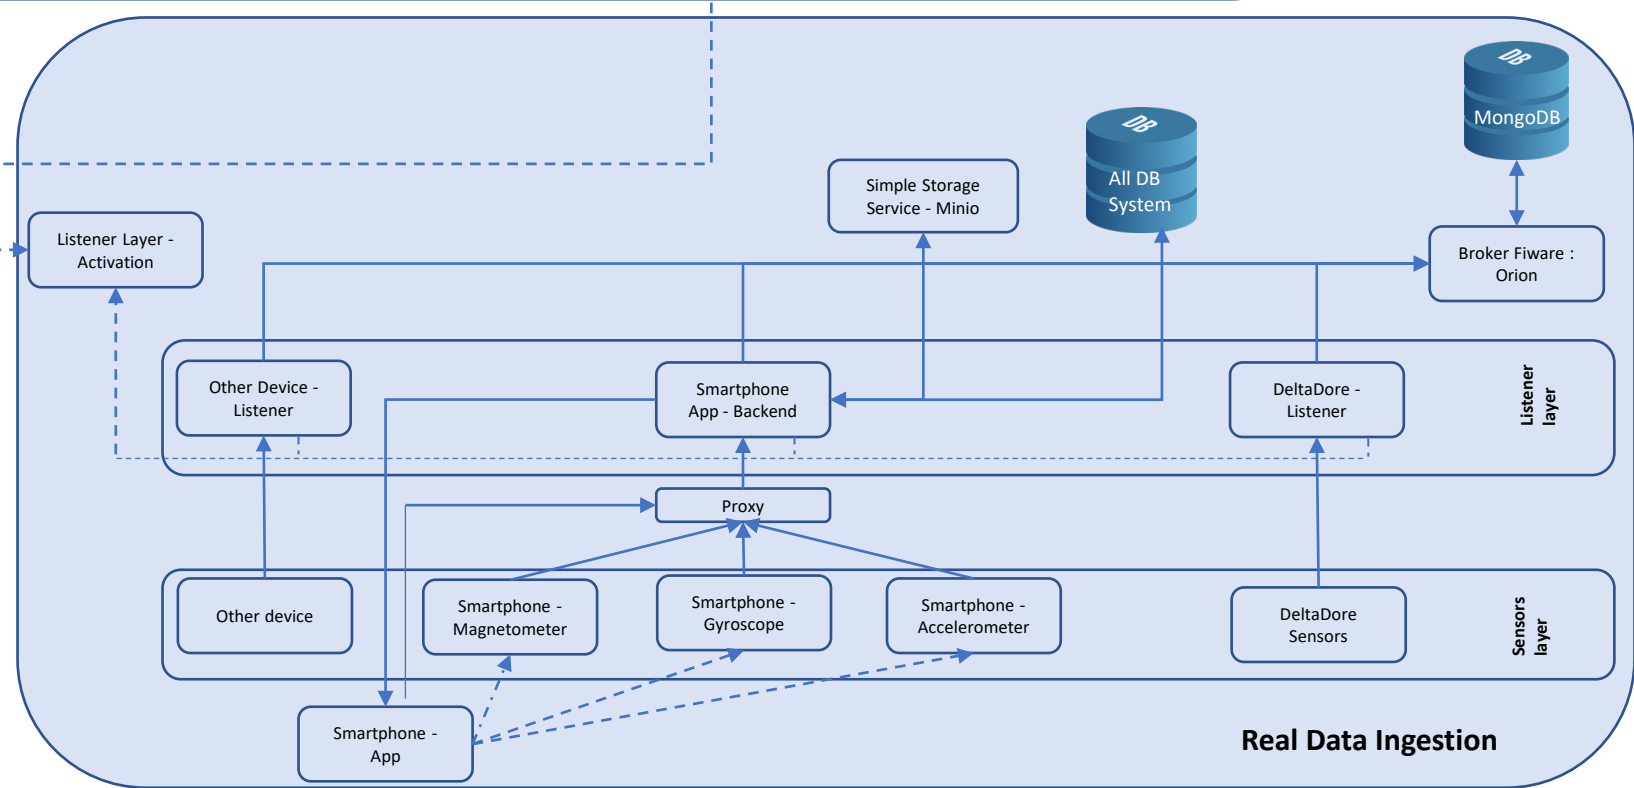 DB
MongoDB
DB
All DB
System
Simple Storage
Service - Minio
Listener Layer -
Activation
Broker Fiware :
Orion
Other Device -
Listener
Smartphone
App - Backend
DeltaDore -
Listener
Listener
layer
Proxy
Other device
Smartphone -
Magnetometer
Smartphone -
Gyroscope
Smartphone -
Accelerometer
DeltaDore
Sensors
Sensors
layer
Smartphone -
App
Real Data Ingestion